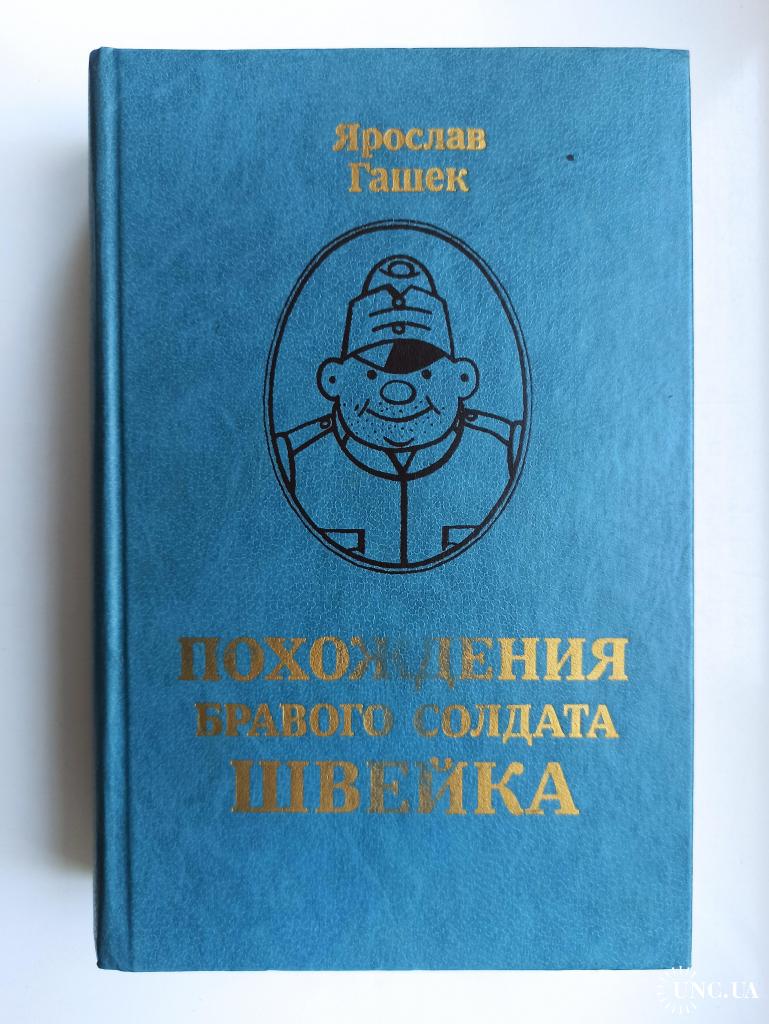 Ярослав
Гашек
ПОХОЖДЕНИЯ
БРАВОГО СОЛДАТА
ШВЕЙКА
UNC.UA